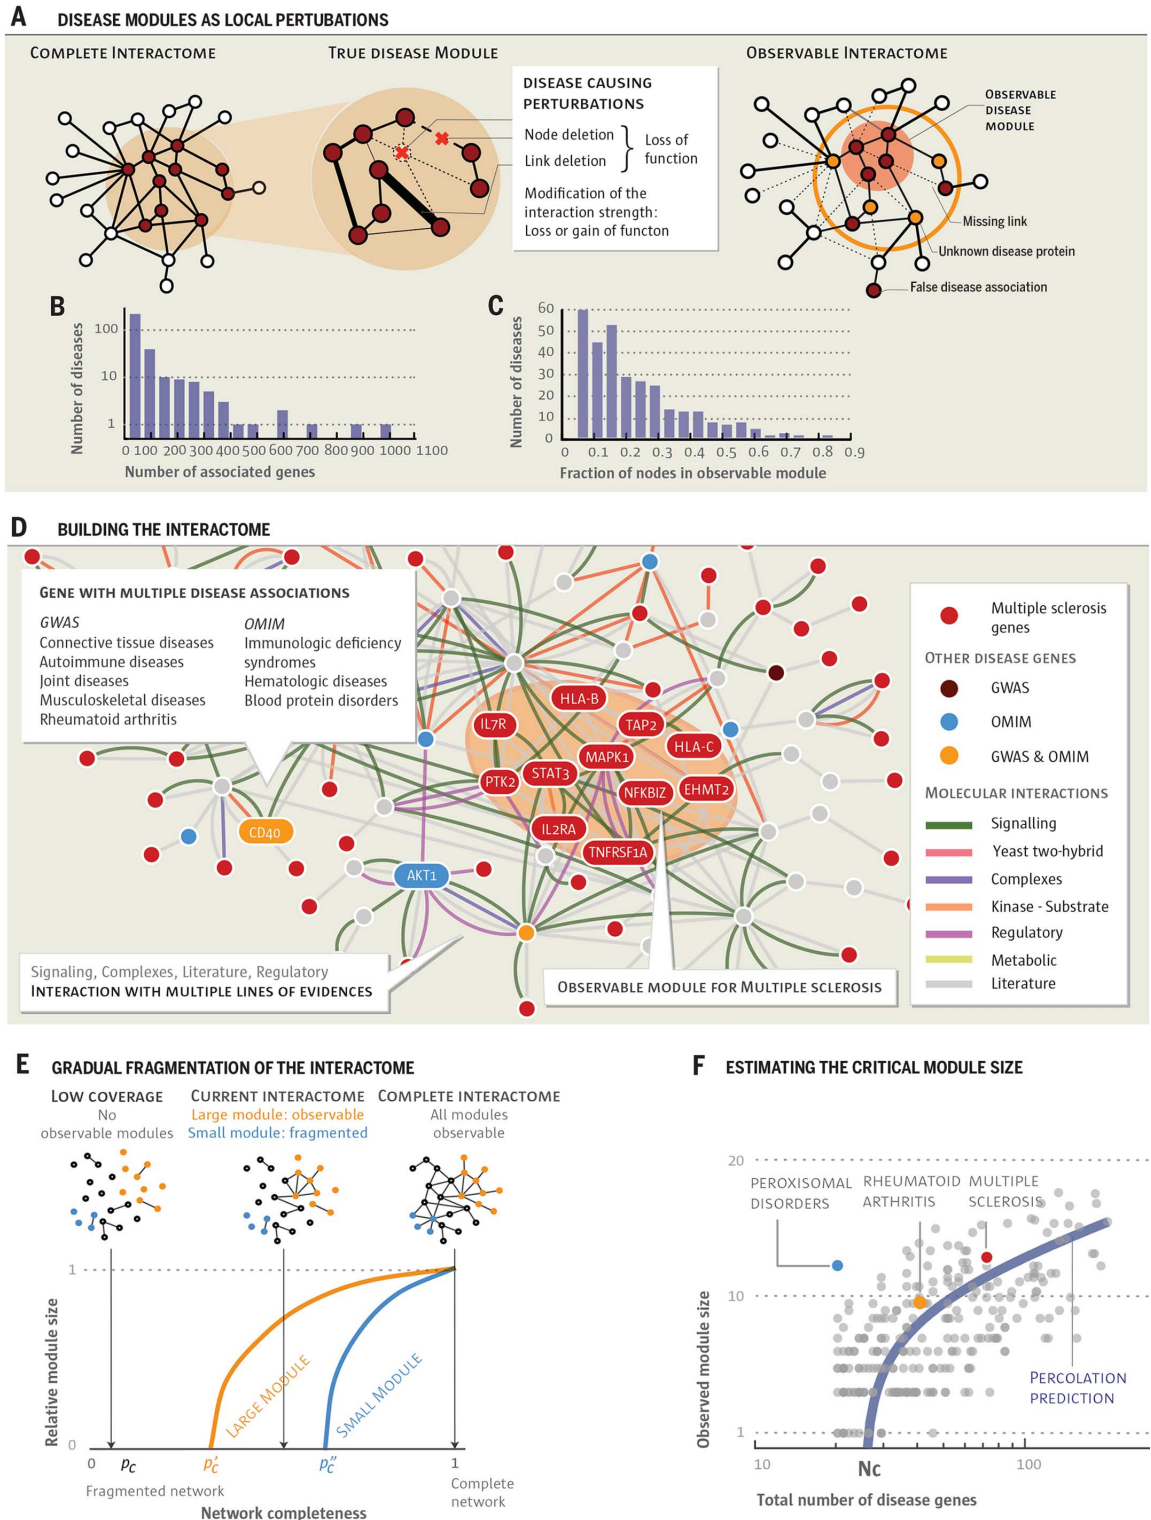 A DISEASE MODULES AS LOCAL PERTUBATIONS
COMPLETE INTERACTOME
TRUE DISEASE MODULE
OBSERVABLE INTERACTOME
DISEASE CAUSING
PERTURBATIONS
Node deletion
Link deletion
Loss of
function
Modification of the
interaction strength:
Loss or gain of functon
OBSERVABLE
DISEASE
MODULE
Missing link
Unknown disease protein
False disease association
B
Number of diseases
100
10
1
0 100 200 300 400 500 600 700 800 900 1000 1100
Number of associated genes
C
Number of diseases
60
50
40
30
20
10
0
0 0.1 0.2 0.3 0.4 0.5 0.6 0.7 0.8 0.9
Fraction of nodes in observable module
D BUILDING THE INTERACTOME
GENE WITH MULTIPLE DISEASE ASSOCIATIONS
GWAS
Connective tissue diseases
Autoimmune diseases
Joint diseases
Musculoskeletal diseases
Rheumatoid arthritis
OMIM
Immunologic deficiency
syndromes
Hematologic diseases
Blood protein disorders
HLA-B
IL7R
TAP2
HLA-C
MAPK1
STAT3
PTK2
NFKBIZ
EHMT2
IL2RA
TNFRSF1A
CD40
AKT1
Signaling, Complexes, Literature, Regulatory
INTERACTION WITH MULTIPLE LINES OF EVIDENCES
OBSERVABLE MODULE FOR MULTIPLE SCLEROSIS
Multiple sclerosis
genes
OTHER DISEASE GENES
GWAS
OMIM
GWAS & OMIM
MOLECULAR INTERACTIONS
Signalling
Yeast two-hybrid
Complexes
Kinase - Substrate
Regulatory
Metabolic
Literature
E GRADUAL FRAGMENTATION OF THE INTERACTOME
LOW COVERAGE
No
observable modules
CURRENT INTERACTOME
Large module: observable
Small module: fragmented
COMPLETE INTERACTOME
All modules
observable
Relative module size
1
0
LARGE MODULE
SMALL MODULE
0 pc pc′ pc″ 1
Fragmented network
Complete
network
Network completeness
F ESTIMATING THE CRITICAL MODULE SIZE
Observed module size
20
10
1
PEROXISOMAL
DISORDERS
RHEUMATOID
ARTHRITIS
MULTIPLE
SCLEROSIS
PERCOLATION
PREDICTION
10 Nc 100
Total number of disease genes